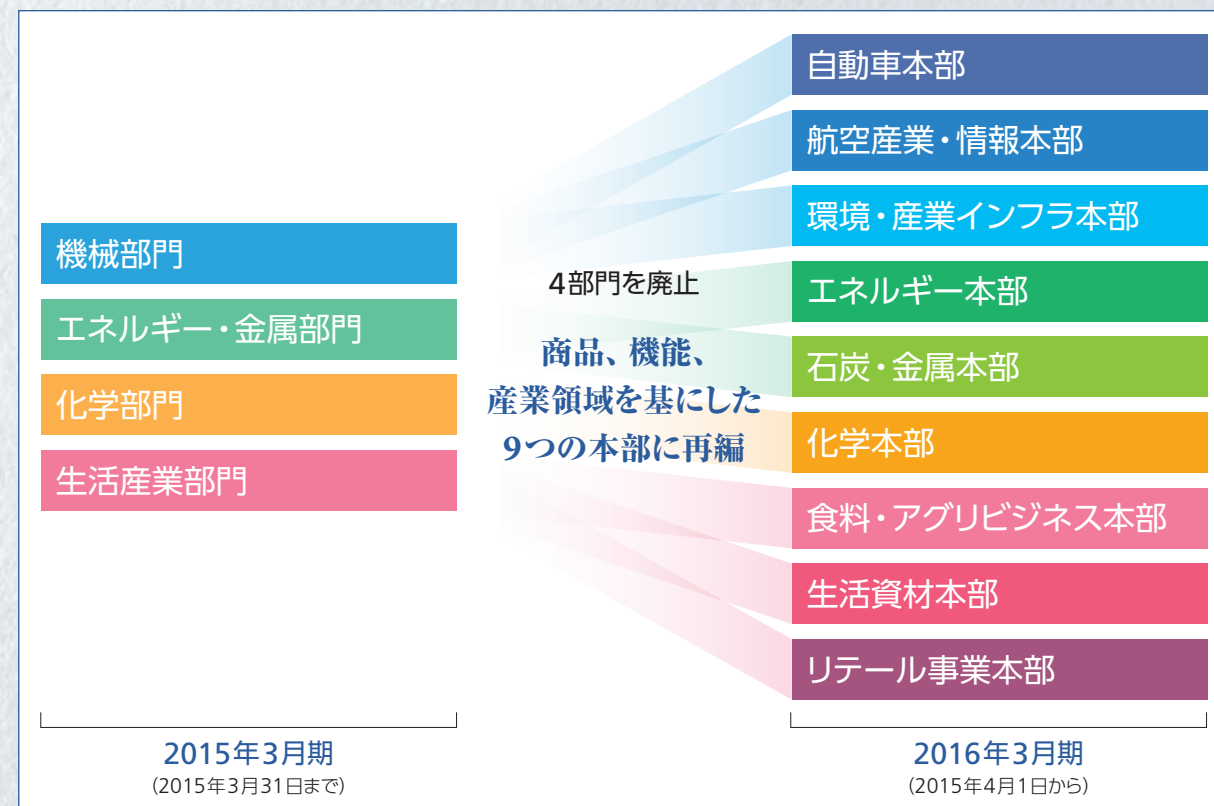 機械部門
エネルギー・金属部門
化学部門
生活産業部門
2015年3月期
(2015年3月31日まで)
4部門を廃止
商品、機能、
産業領域を基にした
9つの本部に再編
自動車本部
航空産業・情報本部
環境・産業インフラ本部
エネルギー本部
石炭・金属本部
化学本部
食料・アグリビジネス本部
生活資材本部
リテール事業本部
2016年3月期
(2015年4月1日から)